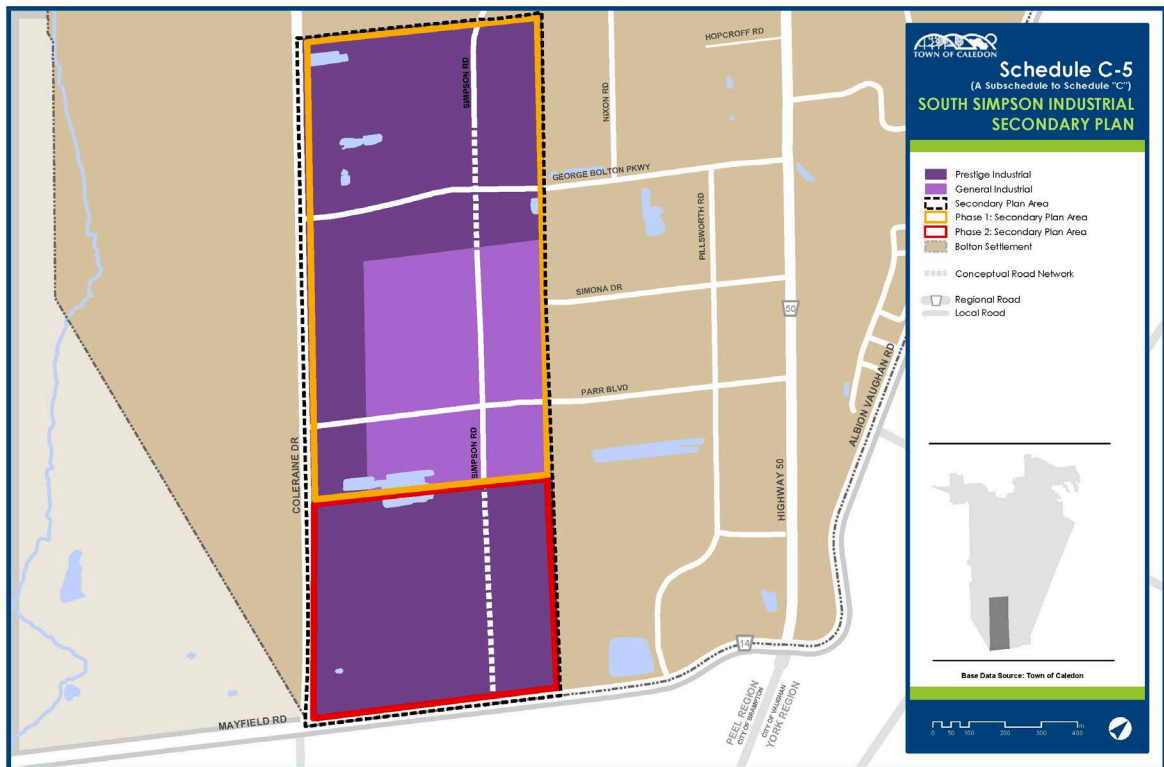 HOPCROFF RD
SIMPSON RD
NIXON RD
GEORGE BOLTON PKWY
PILLSWORTH RD
SIMONA DR
50
PARR BLVD
ALBION VAUGHAN RD
COLERAINE DR
SIMPSON RD
HIGHWAY 50
14
MAYFIELD RD
PEEL REGION
CITY OF BRAMPTON
CITY OF VAUGHAN
YORK REGION
TOWN OF CALEDON
Schedule C-5
(A Subschedule to Schedule "C")
SOUTH SIMPSON INDUSTRIAL
SECONDARY PLAN
Prestige Industrial
General Industrial
Secondary Plan Area
Phase 1: Secondary Plan Area
Phase 2: Secondary Plan Area
Bolton Settlement
Conceptual Road Network
Regional Road
Local Road
Base Data Source: Town of Caledon
m
0 50 100 200 300 400